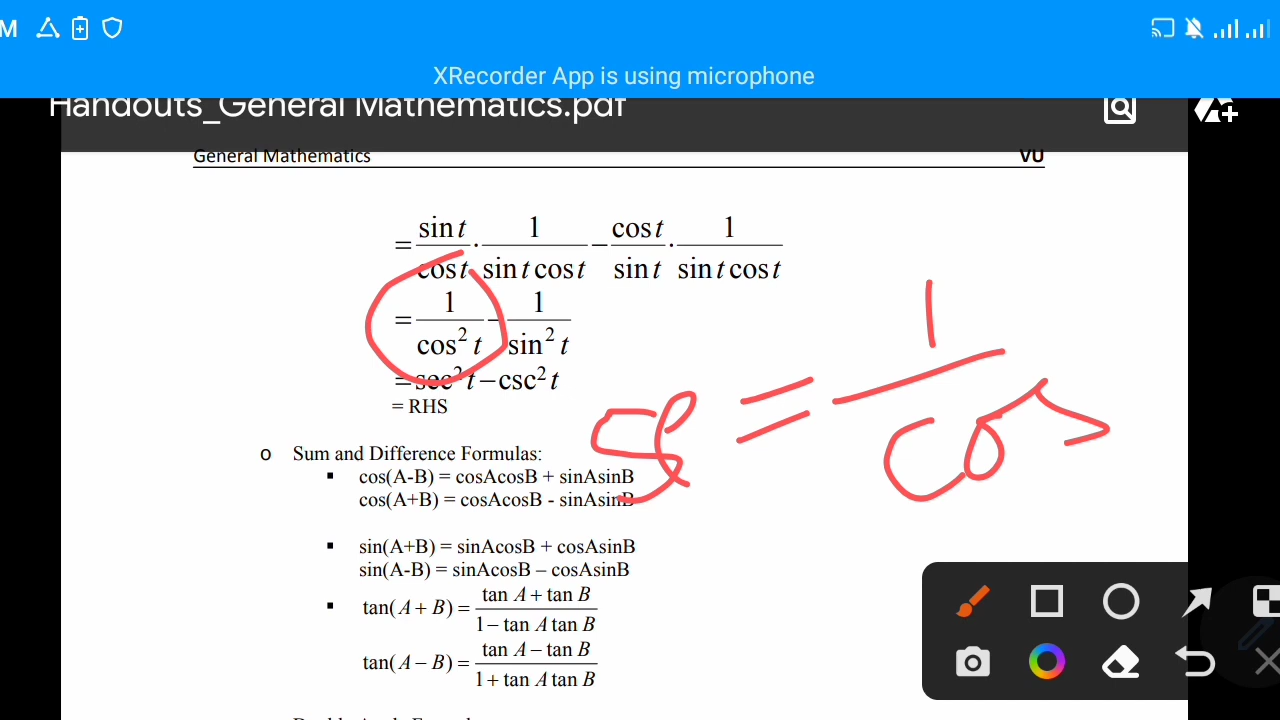 M
XRecorder App is using microphone
Handouts_General Mathematics.pdf
General Mathematics VU
= sin t / cos t · 1 / sin t cos t − cos t / sin t · 1 / sin t cos t
= 1 / cos² t − 1 / sin² t
= sec² t − csc² t
= RHS
= 1 / cos
o Sum and Difference Formulas:
▪ cos(A-B) = cosAcosB + sinAsinB
cos(A+B) = cosAcosB - sinAsinB
▪ sin(A+B) = sinAcosB + cosAsinB
sin(A-B) = sinAcosB – cosAsinB
▪ tan(A + B) = tan A + tan B / 1 − tan A tan B
tan(A − B) = tan A − tan B / 1 + tan A tan B